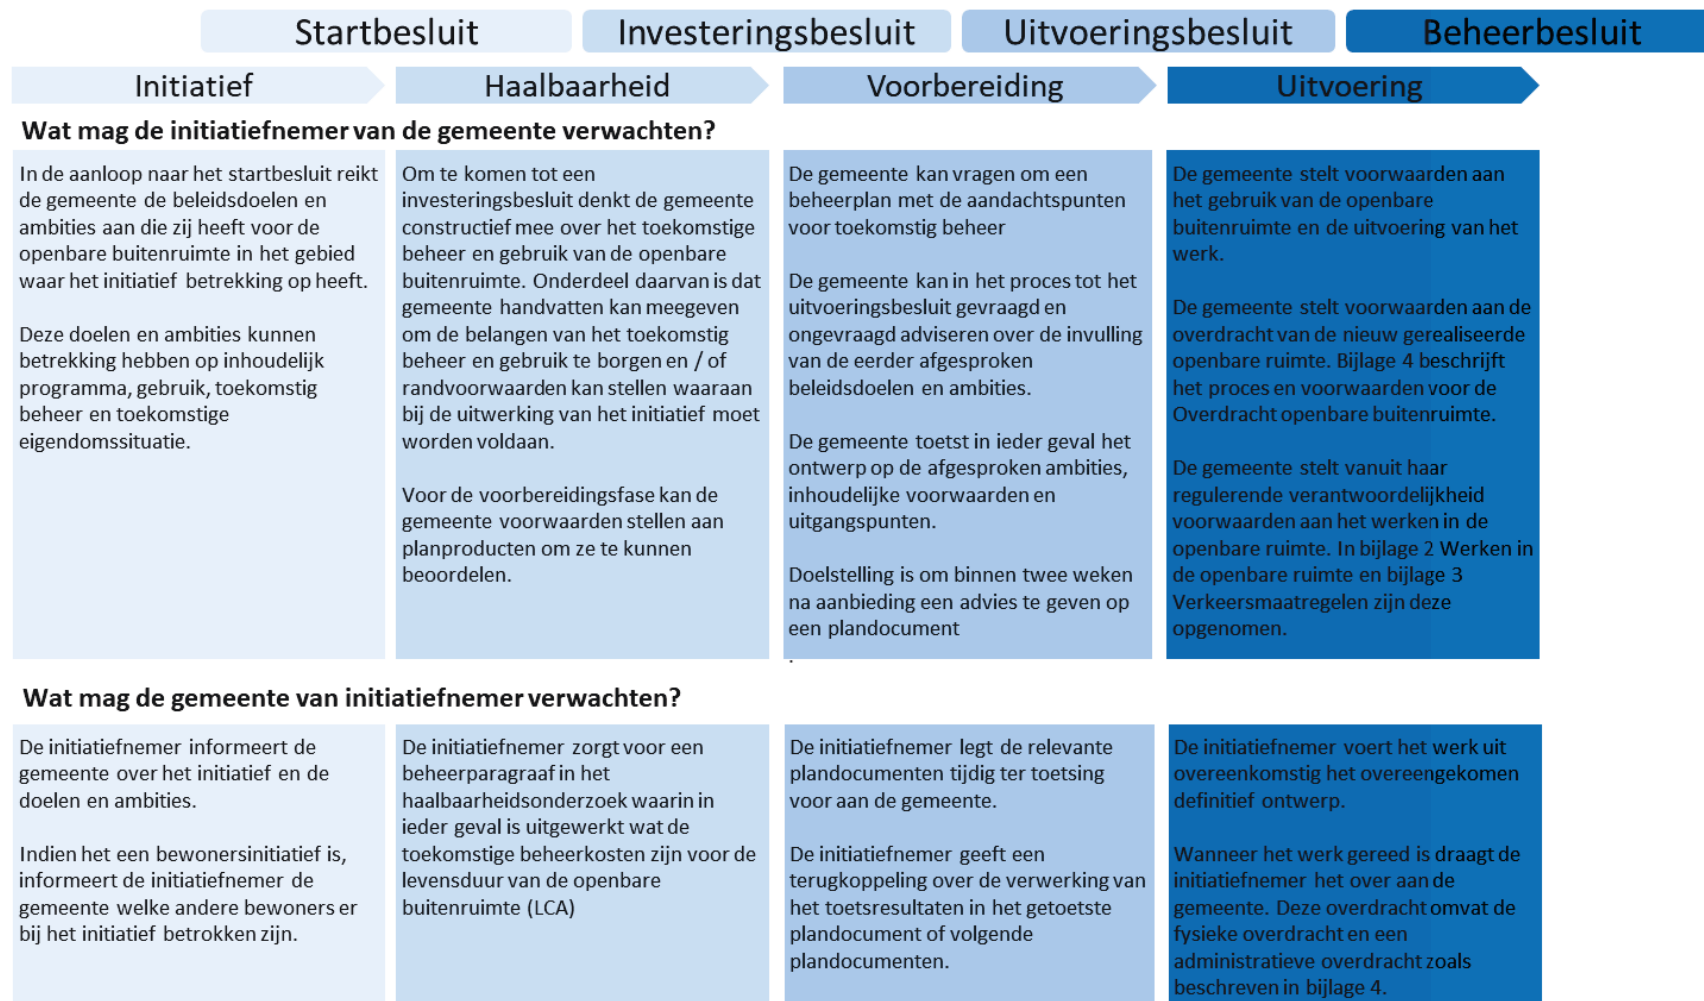 Startbesluit
Investeringsbesluit
Uitvoeringsbesluit
Beheerbesluit
Initiatief
Haalbaarheid
Voorbereiding
Uitvoering
Wat mag de initiatiefnemer van de gemeente verwachten?
In de aanloop naar het startbesluit reikt
de gemeente de beleidsdoelen en
ambities aan die zij heeft voor de
openbare buitenruimte in het gebied
waar het initiatief betrekking op heeft.
Deze doelen en ambities kunnen
betrekking hebben op inhoudelijk
programma, gebruik, toekomstig
beheer en toekomstige
eigendomssituatie.
Om te komen tot een
investeringsbesluit denkt de gemeente
constructief mee over het toekomstige
beheer en gebruik van de openbare
buitenruimte. Onderdeel daarvan is dat
gemeente handvatten kan meegeven
om de belangen van het toekomstig
beheer en gebruik te borgen en / of
randvoorwaarden kan stellen waaraan
bij de uitwerking van het initiatief moet
worden voldaan.
Voor de voorbereidingsfase kan de
gemeente voorwaarden stellen aan
planproducten om ze te kunnen
beoordelen.
De gemeente kan vragen om een
beheerplan met de aandachtspunten
voor toekomstig beheer
De gemeente kan in het proces tot het
uitvoeringsbesluit gevraagd en
ongevraagd adviseren over de invulling
van de eerder afgesproken
beleidsdoelen en ambities.
De gemeente toetst in ieder geval het
ontwerp op de afgesproken ambities,
inhoudelijke voorwaarden en
uitgangspunten.
Doelstelling is om binnen twee weken
na aanbieding een advies te geven op
een plandocument
.
De gemeente stelt voorwaarden aan
het gebruik van de openbare
buitenruimte en de uitvoering van het
werk.
De gemeente stelt voorwaarden aan de
overdracht van de nieuw gerealiseerde
openbare ruimte. Bijlage 4 beschrijft
het proces en voorwaarden voor de
Overdracht openbare buitenruimte.
De gemeente stelt vanuit haar
regulerende verantwoordelijkheid
voorwaarden aan het werken in de
openbare ruimte. In bijlage 2 Werken in
de openbare ruimte en bijlage 3
Verkeersmaatregelen zijn deze
opgenomen.
Wat mag de gemeente van initiatiefnemer verwachten?
De initiatiefnemer informeert de
gemeente over het initiatief en de
doelen en ambities.
Indien het een bewonersinitiatief is,
informeert de initiatiefnemer de
gemeente welke andere bewoners er
bij het initiatief betrokken zijn.
De initiatiefnemer zorgt voor een
beheerparagraaf in het
haalbaarheidsonderzoek waarin in
ieder geval is uitgewerkt wat de
toekomstige beheerkosten zijn voor de
levensduur van de openbare
buitenruimte (LCA)
De initiatiefnemer legt de relevante
plandocumenten tijdig ter toetsing
voor aan de gemeente.
De initiatiefnemer geeft een
terugkoppeling over de verwerking van
het toetsresultaten in het getoetste
plandocument of volgende
plandocumenten.
De initiatiefnemer voert het werk uit
overeenkomstig het overeengekomen
definitief ontwerp.
Wanneer het werk gereed is draagt de
initiatiefnemer het over aan de
gemeente. Deze overdracht omvat de
fysieke overdracht en een
administratieve overdracht zoals
beschreven in bijlage 4.